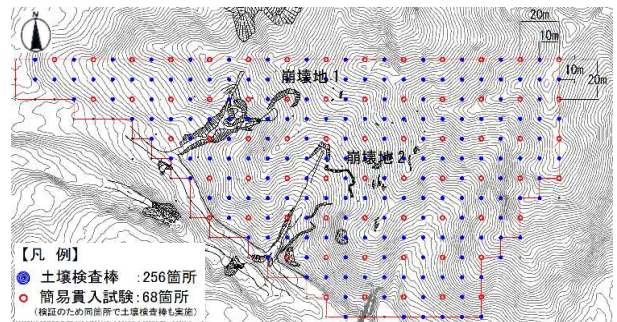 20m
10m
崩壊地1
10m
20m
崩壊地2
【凡 例】
土壌検査棒 :256箇所
簡易貫入試験:68箇所
(検証のため同箇所で土壌検査棒も実施)